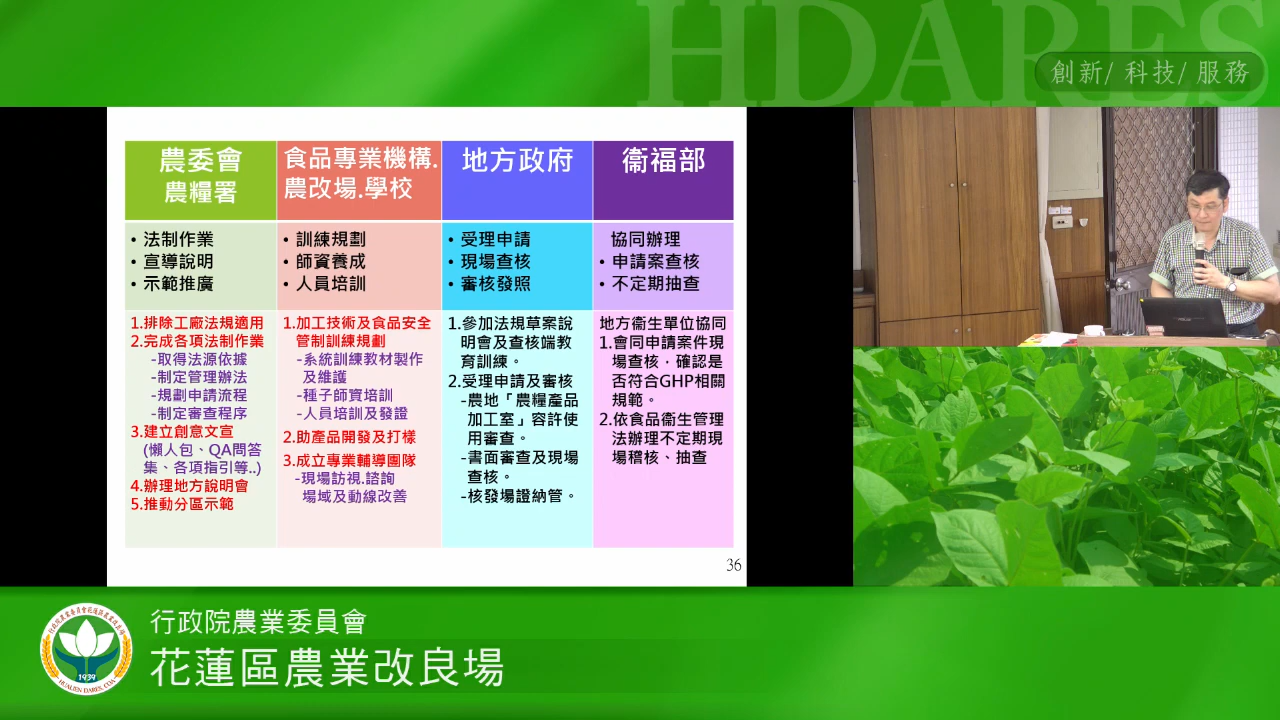 HDARES
創新/ 科技/ 服務
農委會
農糧署
• 法制作業
• 宣導說明
• 示範推廣
1.排除工廠法規適用
2.完成各項法制作業
-取得法源依據
-制定管理辦法
-規劃申請流程
-制定審查程序
3.建立創意文宣
(懶人包、QA問答
集、各項指引等..)
4.辦理地方說明會
5.推動分區示範
食品專業機構.
農改場.學校
• 訓練規劃
• 師資養成
• 人員培訓
1.加工技術及食品安全
管制訓練規劃
-系統訓練教材製作
及維護
-種子師資培訓
-人員培訓及發證
2.助產品開發及打樣
3.成立專業輔導團隊
-現場訪視.諮詢
場域及動線改善
地方政府
• 受理申請
• 現場查核
• 審核發照
1.參加法規草案說
明會及查核端教
育訓練。
2.受理申請及審核
-農地「農糧產品
加工室」容許使
用審查。
-書面審查及現場
查核。
-核發場證納管。
衞福部
協同辦理
• 申請案查核
• 不定期抽查
地方衞生單位協同
1.會同申請案件現
場查核，確認是
否符合GHP相關
規範。
2.依食品衞生管理
法辦理不定期現
場稽核、抽查
36
行政院農業委員會
花蓮區農業改良場
1939
HUALIEN DARES, COA